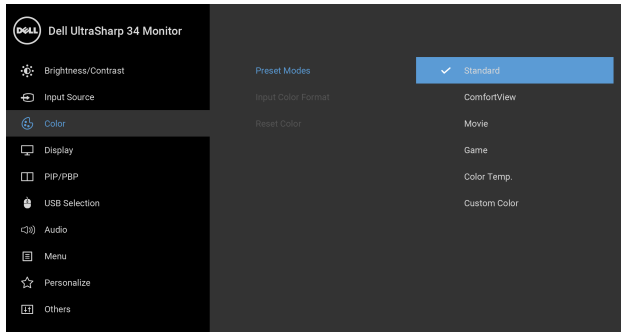 DELL Dell UltraSharp 34 Monitor
Brightness/Contrast
Input Source
Color
Display
PIP/PBP
USB Selection
Audio
Menu
Personalize
Others
Preset Modes
Input Color Format
Reset Color
Standard
ComfortView
Movie
Game
Color Temp.
Custom Color